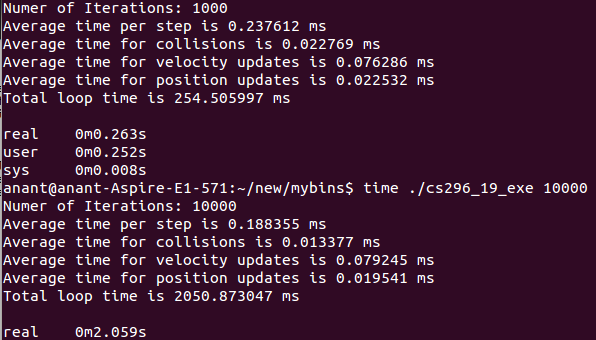 Numer of Iterations: 1000
Average time per step is 0.237612 ms
Average time for collisions is 0.022769 ms
Average time for velocity updates is 0.076286 ms
Average time for position updates is 0.022532 ms
Total loop time is 254.505997 ms
real 0m0.263s
user 0m0.252s
sys 0m0.008s
anant@anant-Aspire-E1-571:~/new/mybins$ time ./cs296_19_exe 10000
Numer of Iterations: 10000
Average time per step is 0.188355 ms
Average time for collisions is 0.013377 ms
Average time for velocity updates is 0.079245 ms
Average time for position updates is 0.019541 ms
Total loop time is 2050.873047 ms
real 0m2.059s